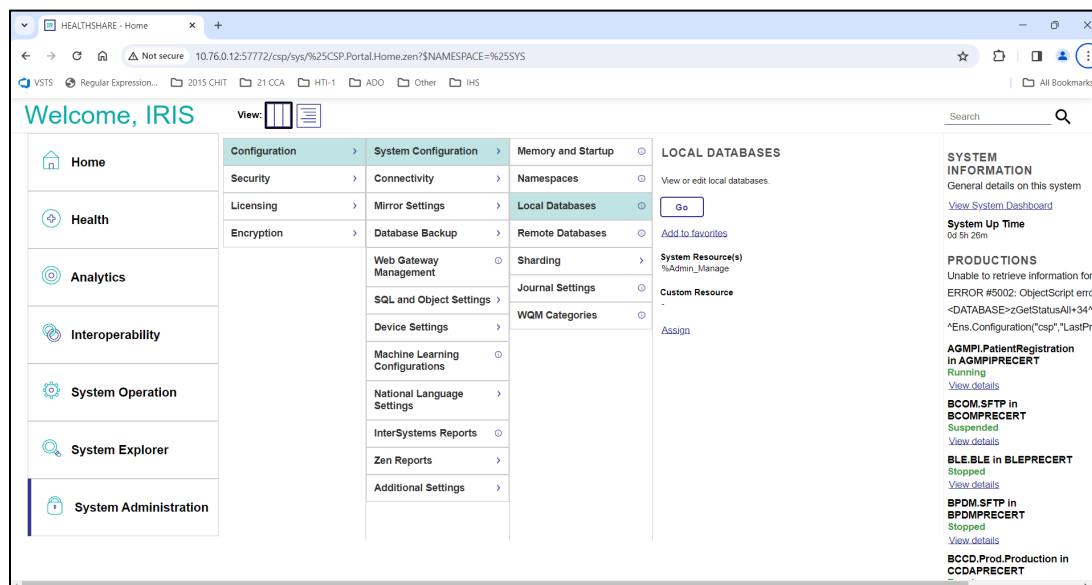 HEALTHSHARE - Home
Not secure 10.76.0.12:57772/csp/sys/%25CSP.Portal.Home.zen?$NAMESPACE=%25SYS
VSTS Regular Expression... 2015 CHIT 21 CCA HTI-1 ADO Other IHS All Bookmarks
Welcome, IRIS
View:
Search
Home
Health
Analytics
Interoperability
System Operation
System Explorer
System Administration
Configuration
Security
Licensing
Encryption
System Configuration
Connectivity
Mirror Settings
Database Backup
Web Gateway
Management
SQL and Object Settings
Device Settings
Machine Learning
Configurations
National Language
Settings
InterSystems Reports
Zen Reports
Additional Settings
Memory and Startup
Namespaces
Local Databases
Remote Databases
Sharding
Journal Settings
WQM Categories
LOCAL DATABASES
View or edit local databases.
Go
Add to favorites
System Resource(s)
%Admin_Manage
Custom Resource
-
Assign
SYSTEM
INFORMATION
General details on this system
View System Dashboard
System Up Time
0d 5h 26m
PRODUCTIONS
Unable to retrieve information for
ERROR #5002: ObjectScript erro
<DATABASE>zGetStatusAll+34^
^Ens.Configuration("csp","LastPr
AGMPI.PatientRegistration
in AGMPIPRECERT
Running
View details
BCOM.SFTP in
BCOMPRECERT
Suspended
View details
BLE.BLE in BLEPRECERT
Stopped
View details
BPDM.SFTP in
BPDMPRECERT
Stopped
View details
BCCD.Prod.Production in
CCDAPRECERT